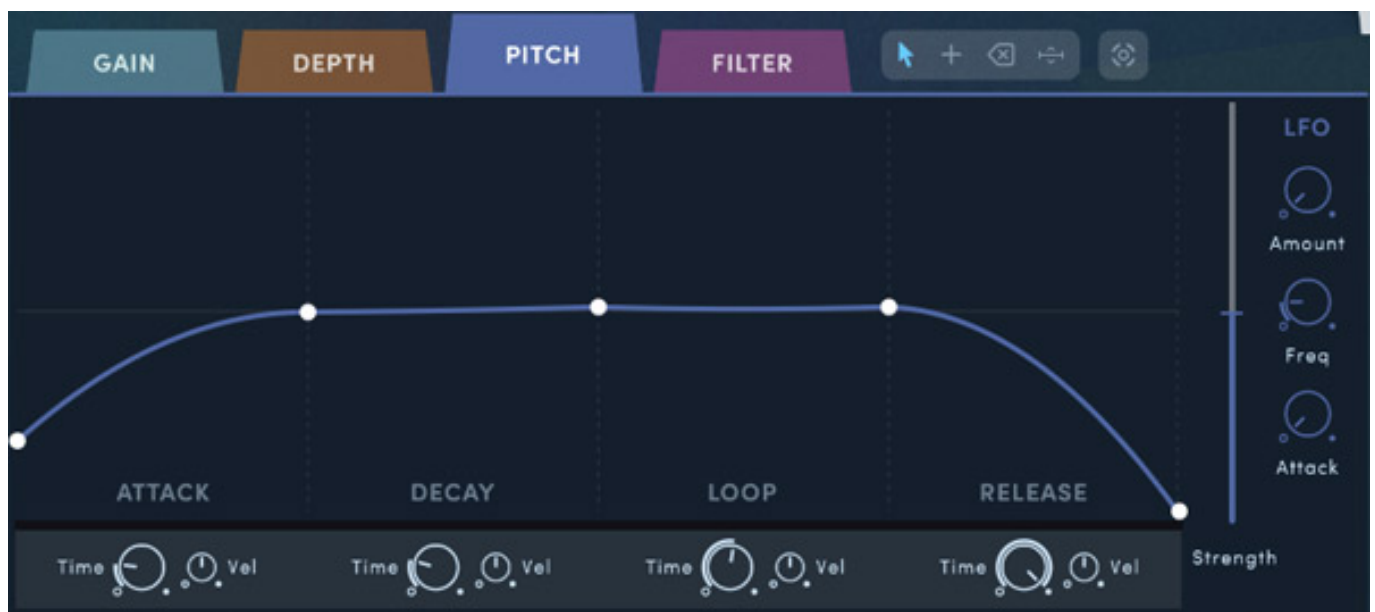 GAIN DEPTH PITCH FILTER
LFO
Amount
Freq
Attack
ATTACK DECAY LOOP RELEASE
Time Vel Time Vel Time Vel Time Vel
Strength